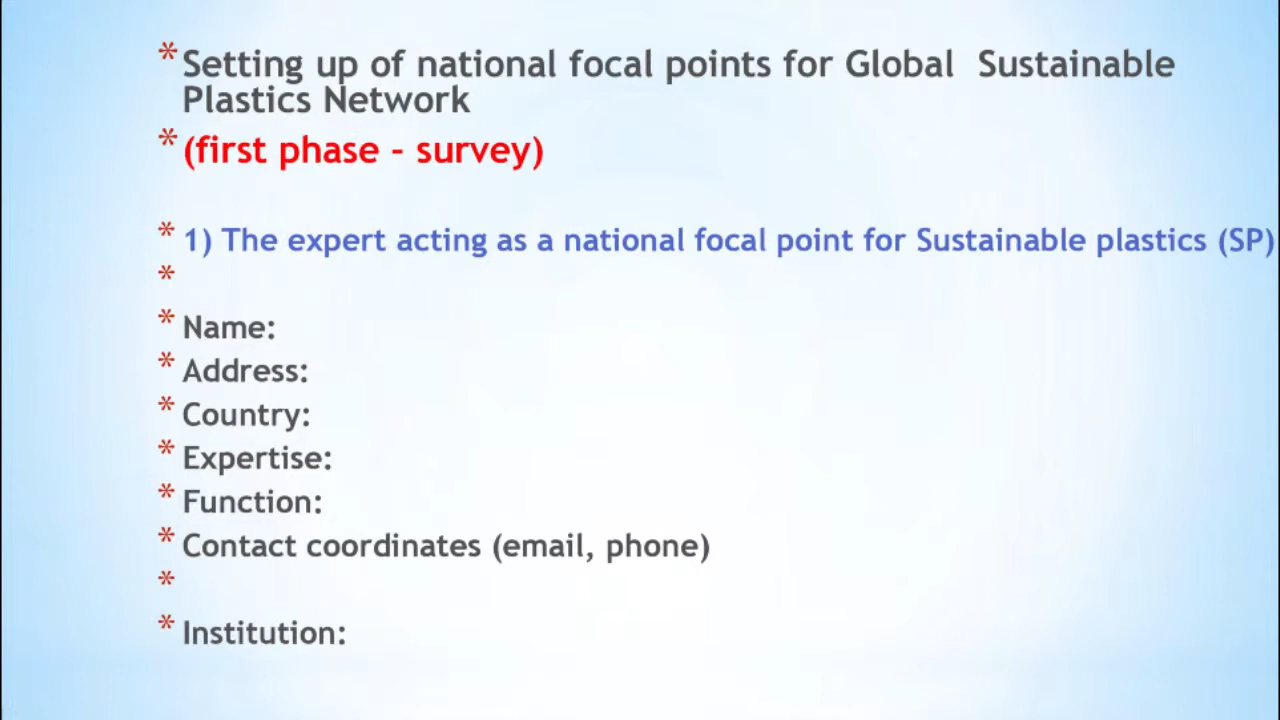 * Setting up of national focal points for Global Sustainable
Plastics Network
* (first phase - survey)
* 1) The expert acting as a national focal point for Sustainable plastics (SP)
*
* Name:
* Address:
* Country:
* Expertise:
* Function:
* Contact coordinates (email, phone)
*
* Institution: